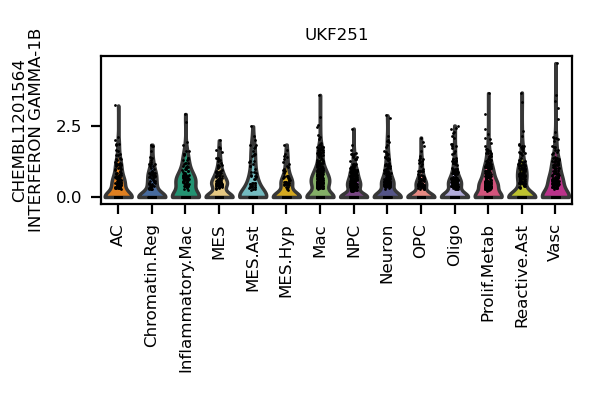 UKF251
CHEMBL1201564
INTERFERON GAMMA-1B
2.5
0.0
AC
Chromatin.Reg
Inflammatory.Mac
MES
MES.Ast
MES.Hyp
Mac
NPC
Neuron
OPC
Oligo
Prolif.Metab
Reactive.Ast
Vasc